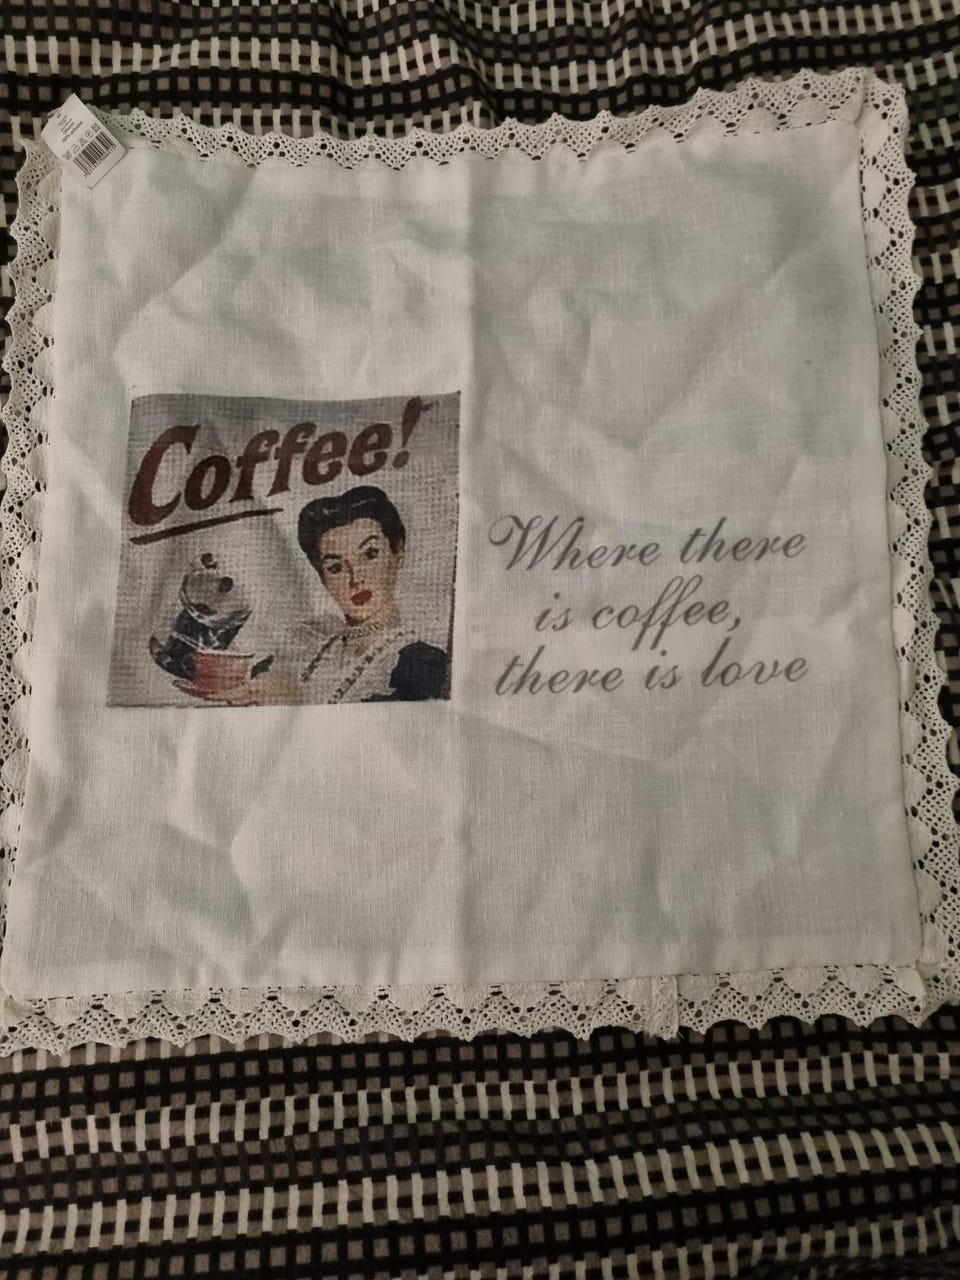 Coffee!
Where there
is coffee,
there is love